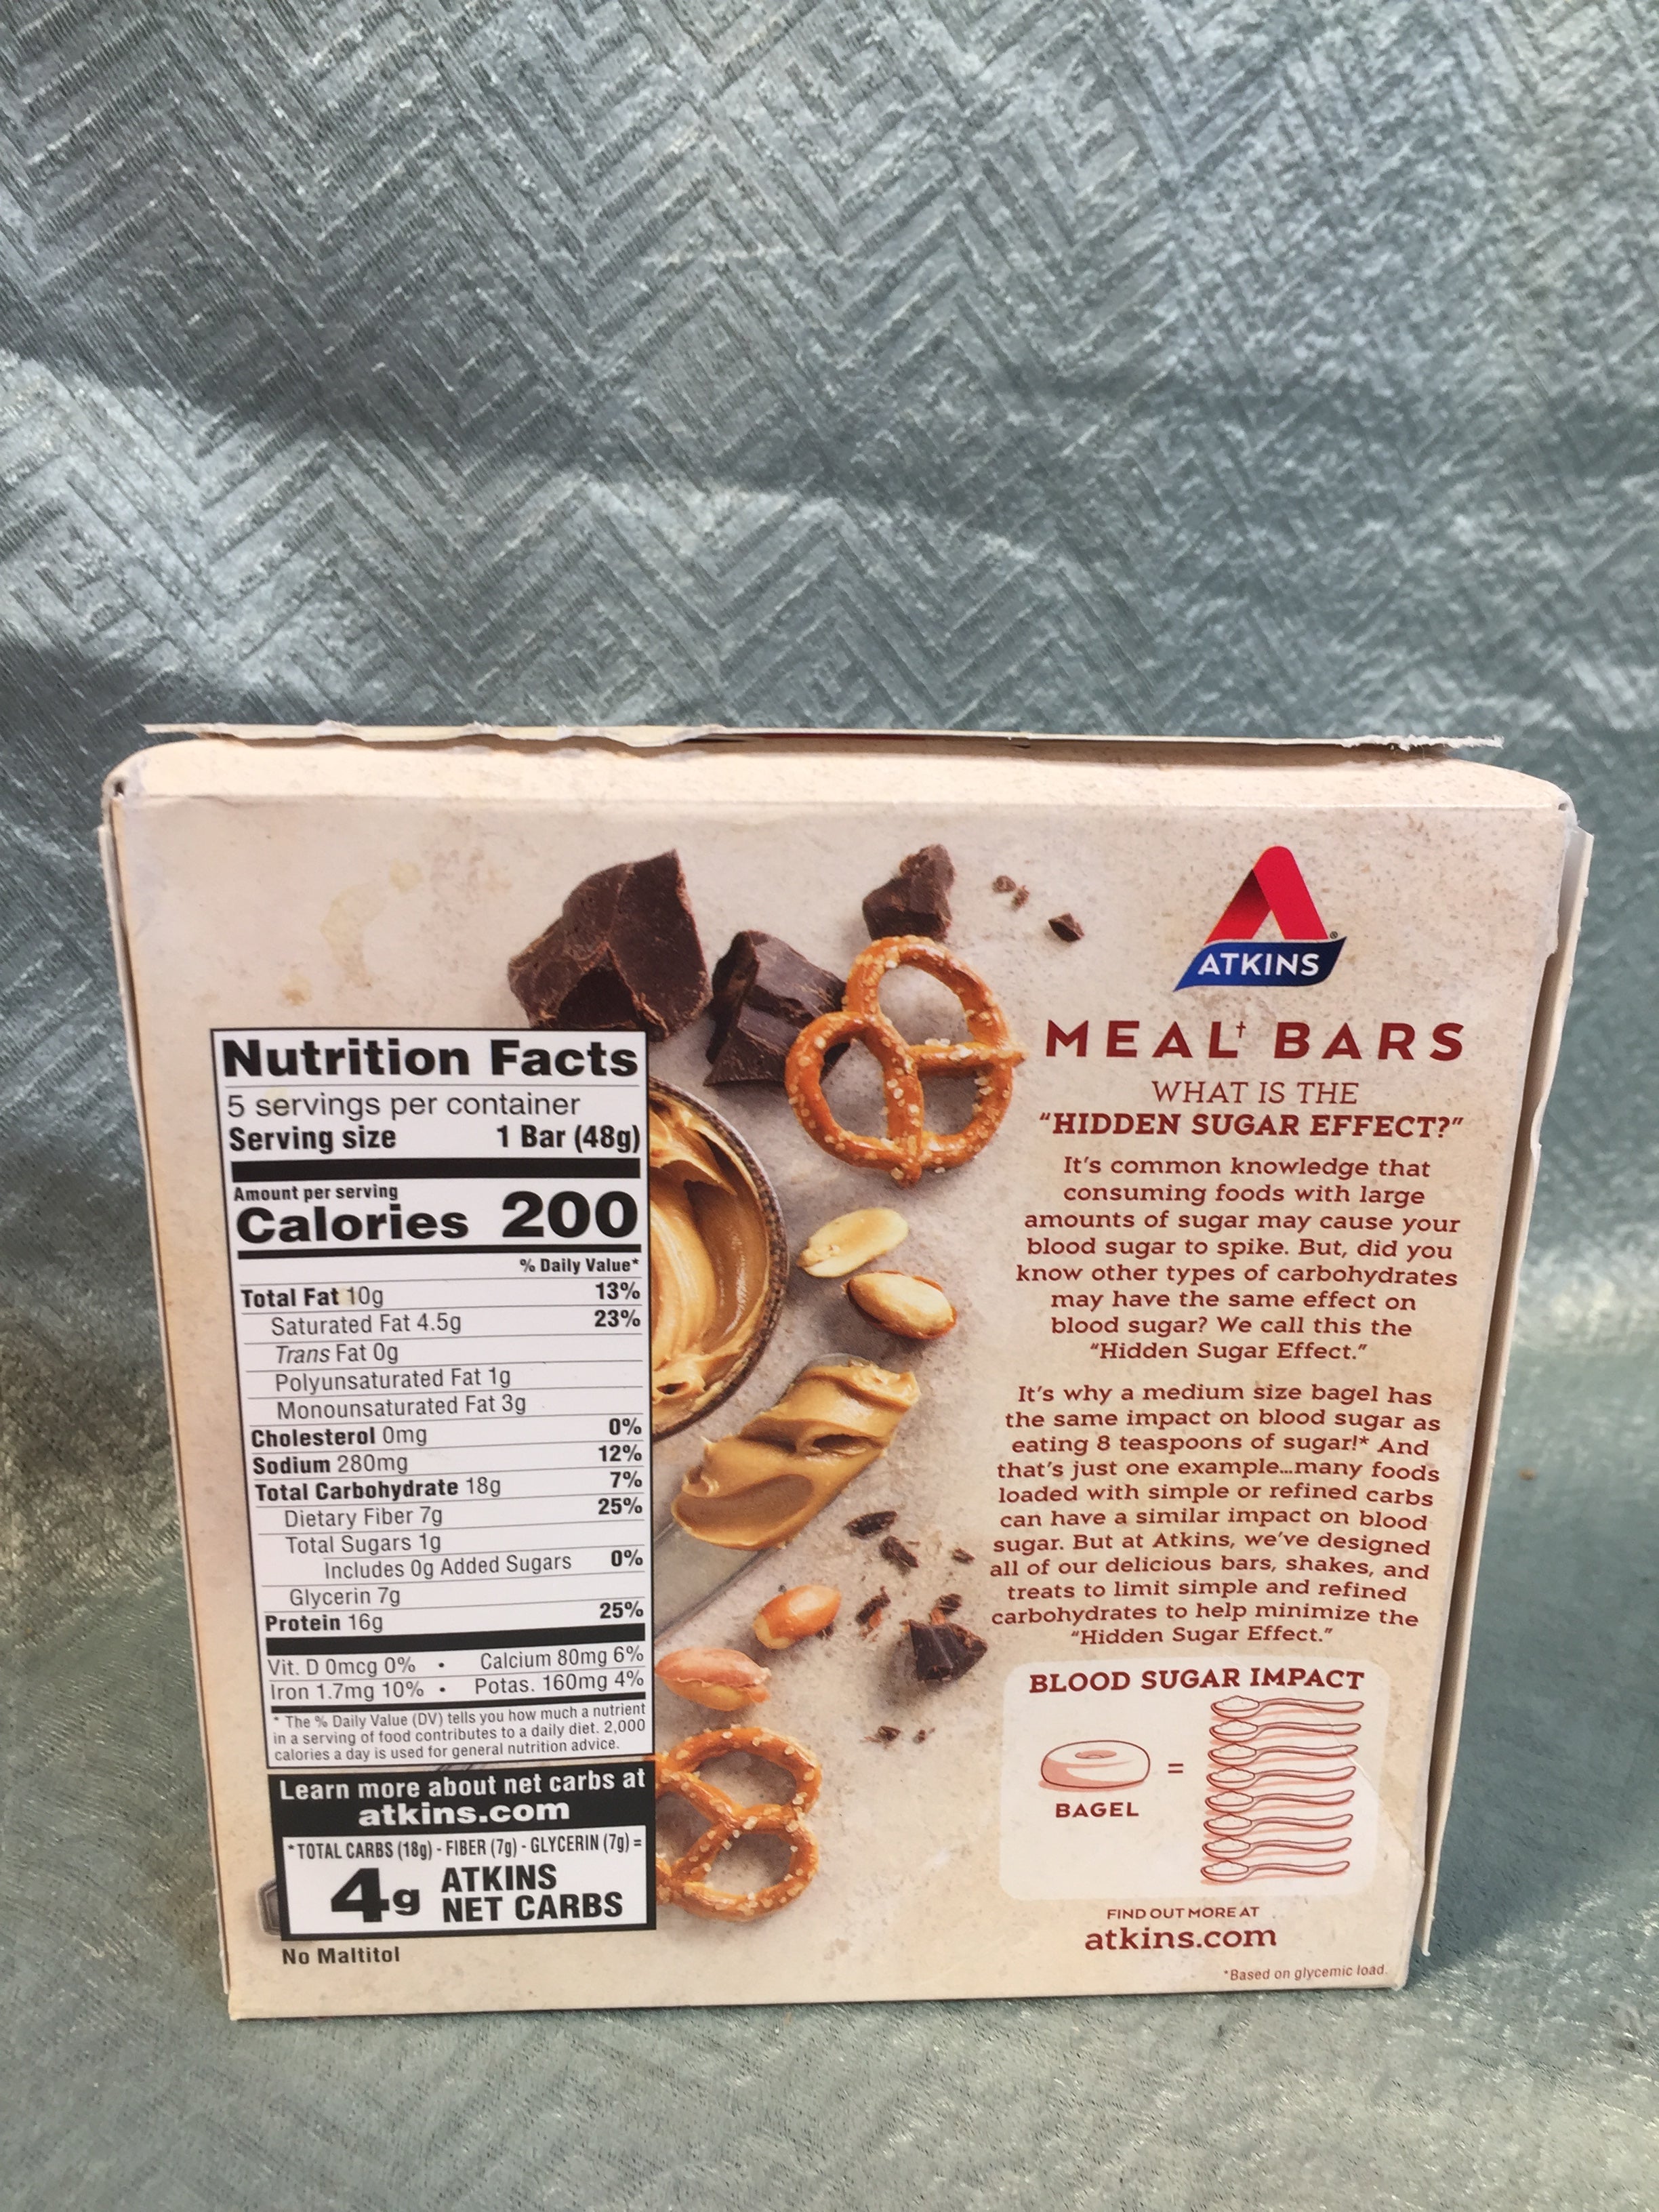 Nutrition Facts
5 servings per container
Serving size 1 Bar (48g)
Amount per serving
Calories 200
% Daily Value*
Total Fat 10g 13%
Saturated Fat 4.5g 23%
Trans Fat 0g
Polyunsaturated Fat 1g
Monounsaturated Fat 3g
Cholesterol 0mg 0%
Sodium 280mg 12%
Total Carbohydrate 18g 7%
Dietary Fiber 7g 25%
Total Sugars 1g
Includes 0g Added Sugars 0%
Glycerin 7g
Protein 16g 25%
Vit. D 0mcg 0% • Calcium 80mg 6%
Iron 1.7mg 10% • Potas. 160mg 4%
* The % Daily Value (DV) tells you how much a nutrient
in a serving of food contributes to a daily diet. 2,000
calories a day is used for general nutrition advice.
Learn more about net carbs at
atkins.com
*TOTAL CARBS (18g) - FIBER (7g) - GLYCERIN (7g) =
4g ATKINS
NET CARBS
No Maltitol
ATKINS®
MEAL† BARS
WHAT IS THE
“HIDDEN SUGAR EFFECT?”
It's common knowledge that
consuming foods with large
amounts of sugar may cause your
blood sugar to spike. But, did you
know other types of carbohydrates
may have the same effect on
blood sugar? We call this the
“Hidden Sugar Effect.”
It's why a medium size bagel has
the same impact on blood sugar as
eating 8 teaspoons of sugar!* And
that's just one example...many foods
loaded with simple or refined carbs
can have a similar impact on blood
sugar. But at Atkins, we've designed
all of our delicious bars, shakes, and
treats to limit simple and refined
carbohydrates to help minimize the
“Hidden Sugar Effect.”
BLOOD SUGAR IMPACT
=
BAGEL
FIND OUT MORE AT
atkins.com
*Based on glycemic load.